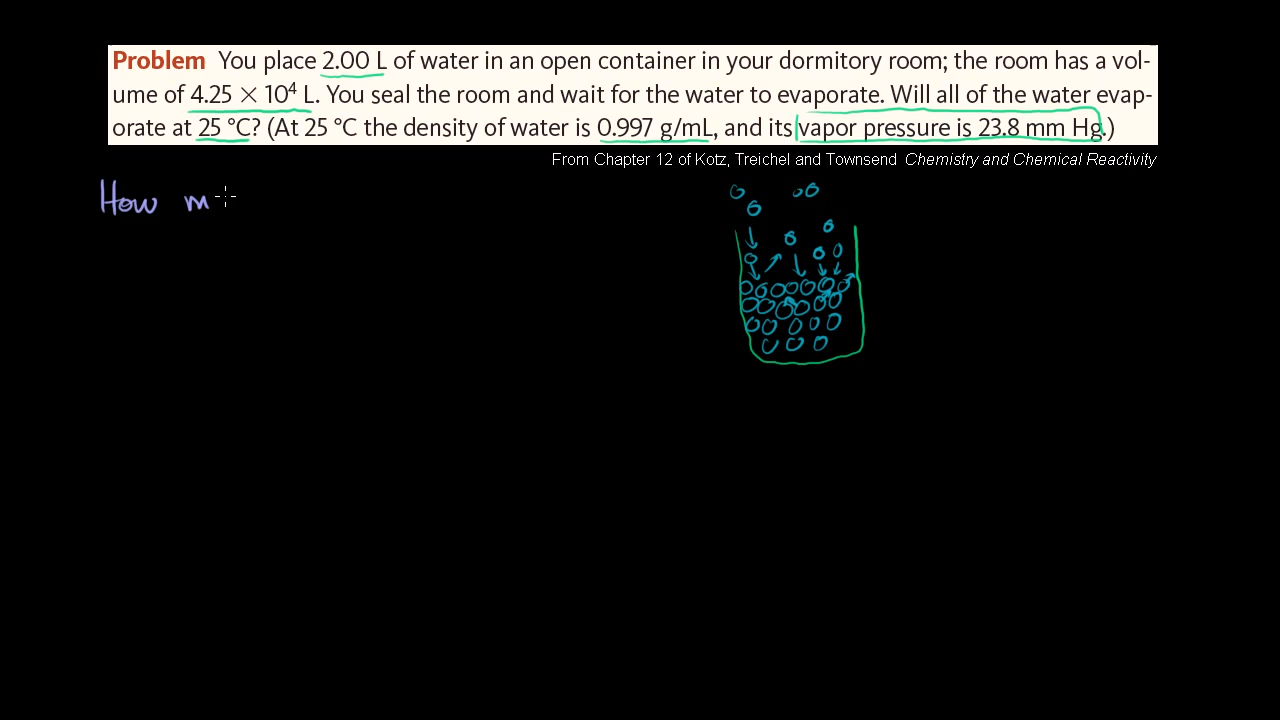 Problem You place 2.00 L of water in an open container in your dormitory room; the room has a vol-
ume of 4.25 × 10⁴ L. You seal the room and wait for the water to evaporate. Will all of the water evap-
orate at 25 °C? (At 25 °C the density of water is 0.997 g/mL, and its vapor pressure is 23.8 mm Hg.)
From Chapter 12 of Kotz, Treichel and Townsend Chemistry and Chemical Reactivity
How m